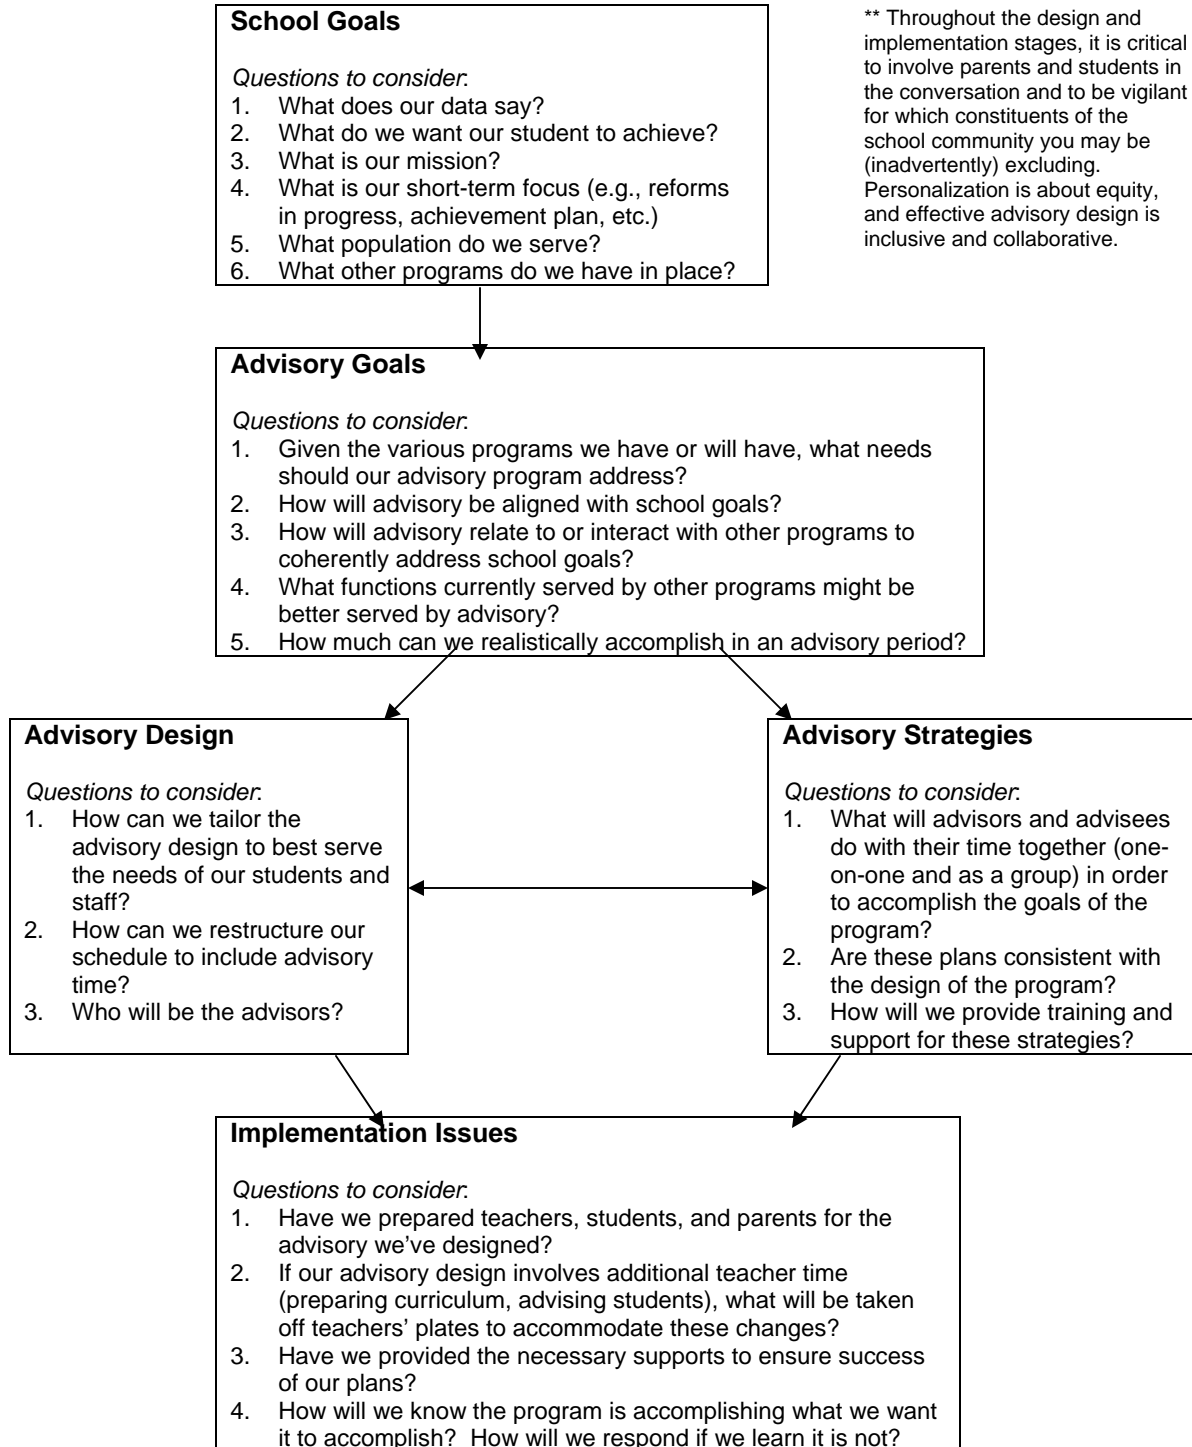 School Goals
Questions to consider:
1. What does our data say?
2. What do we want our student to achieve?
3. What is our mission?
4. What is our short-term focus (e.g., reforms
in progress, achievement plan, etc.)
5. What population do we serve?
6. What other programs do we have in place?
** Throughout the design and
implementation stages, it is critical
to involve parents and students in
the conversation and to be vigilant
for which constituents of the
school community you may be
(inadvertently) excluding.
Personalization is about equity,
and effective advisory design is
inclusive and collaborative.
Advisory Goals
Questions to consider:
1. Given the various programs we have or will have, what needs
should our advisory program address?
2. How will advisory be aligned with school goals?
3. How will advisory relate to or interact with other programs to
coherently address school goals?
4. What functions currently served by other programs might be
better served by advisory?
5. How much can we realistically accomplish in an advisory period?
Advisory Design
Questions to consider:
1. How can we tailor the
advisory design to best serve
the needs of our students and
staff?
2. How can we restructure our
schedule to include advisory
time?
3. Who will be the advisors?
Advisory Strategies
Questions to consider:
1. What will advisors and advisees
do with their time together (one-
on-one and as a group) in order
to accomplish the goals of the
program?
2. Are these plans consistent with
the design of the program?
3. How will we provide training and
support for these strategies?
Implementation Issues
Questions to consider:
1. Have we prepared teachers, students, and parents for the
advisory we've designed?
2. If our advisory design involves additional teacher time
(preparing curriculum, advising students), what will be taken
off teachers' plates to accommodate these changes?
3. Have we provided the necessary supports to ensure success
of our plans?
4. How will we know the program is accomplishing what we want
it to accomplish? How will we respond if we learn it is not?